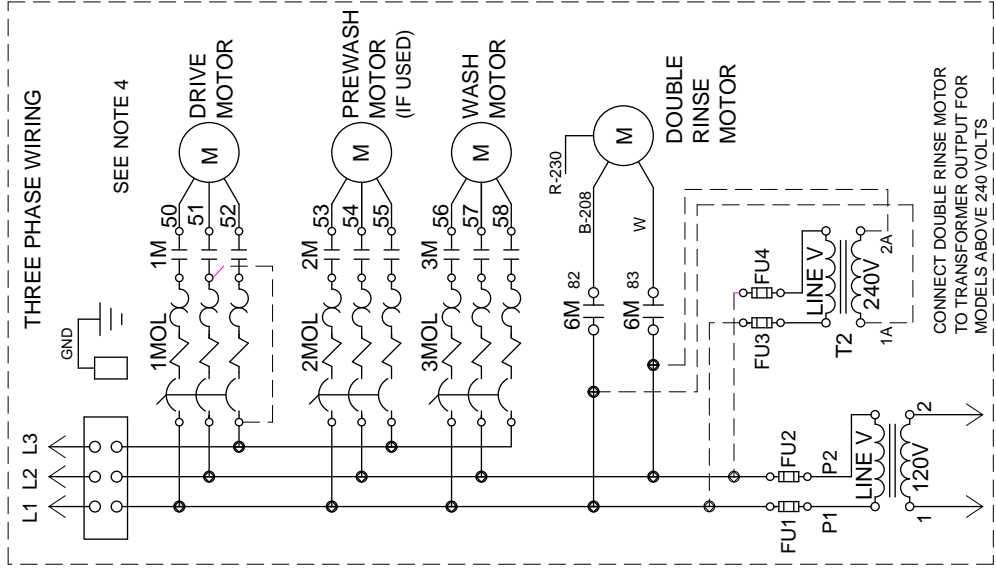 THREE PHASE WIRING
GND
SEE NOTE 4
L1
L2
L3
1MOL
1M
50
51
52
M
DRIVE
MOTOR
2MOL
2M
53
54
55
M
PREWASH
MOTOR
(IF USED)
3MOL
3M
56
57
58
M
WASH
MOTOR
6M
82
B-208
R-230
6M
83
W
M
DOUBLE
RINSE
MOTOR
FU3
FU4
LINE V
T2
240V
1A
2A
FU1
FU2
P1
P2
LINE V
120V
1
2
CONNECT DOUBLE RINSE MOTOR
TO TRANSFORMER OUTPUT FOR
MODELS ABOVE 240 VOLTS